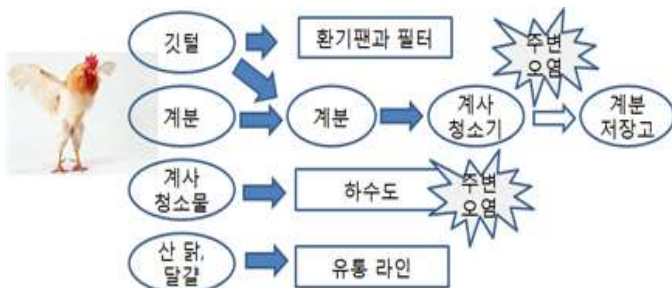 깃털
환기팬과 필터
주변
오염
계분
계분
계사
청소기
계분
저장고
계사
청소물
하수도
주변
오염
산 닭,
달걀
유통 라인